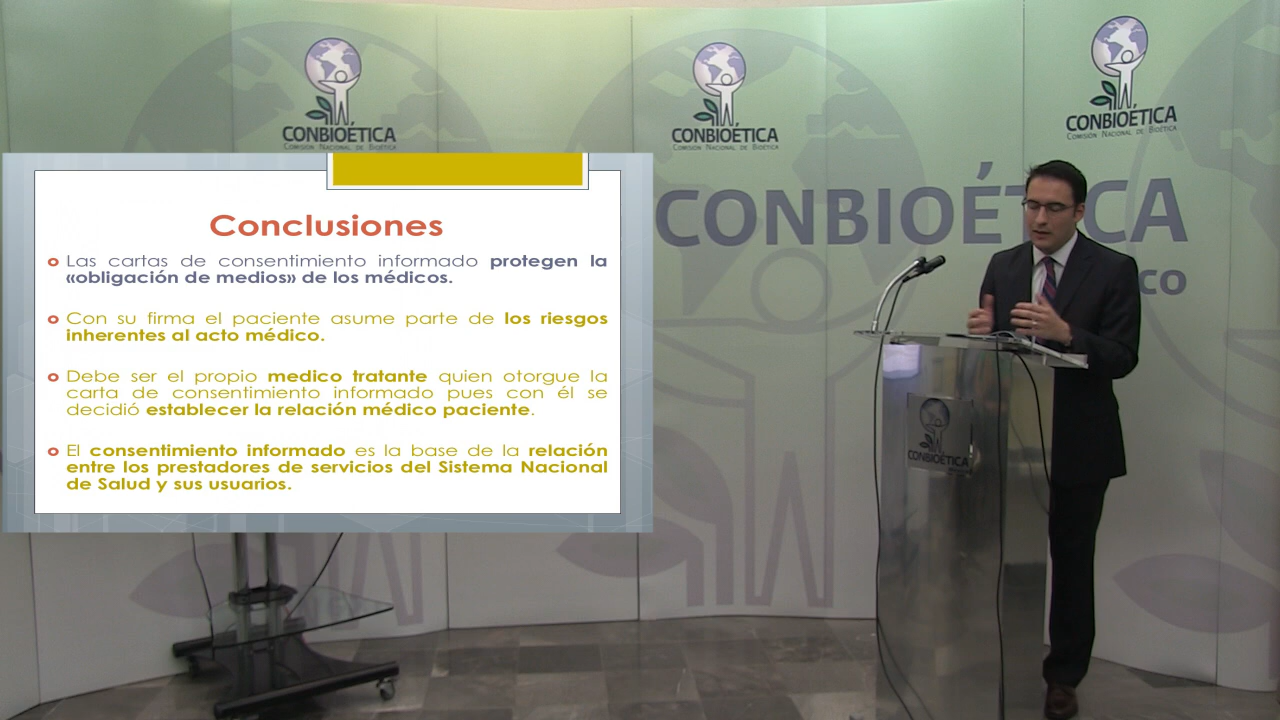 CONBIOÉTICA
COMISIÓN NACIONAL DE BIOÉTICA
CONBIOÉTICA
COMISIÓN NACIONAL DE BIOÉTICA
CONBIOÉTICA
COMISIÓN NACIONAL DE BIOÉTICA
CONBIOÉTICA
co
Conclusiones
Las cartas de consentimiento informado protegen la
«obligación de medios» de los médicos.
Con su firma el paciente asume parte de los riesgos
inherentes al acto médico.
Debe ser el propio medico tratante quien otorgue la
carta de consentimiento informado pues con él se
decidió establecer la relación médico paciente.
El consentimiento informado es la base de la relación
entre los prestadores de servicios del Sistema Nacional
de Salud y sus usuarios.
CONBIOÉTICA